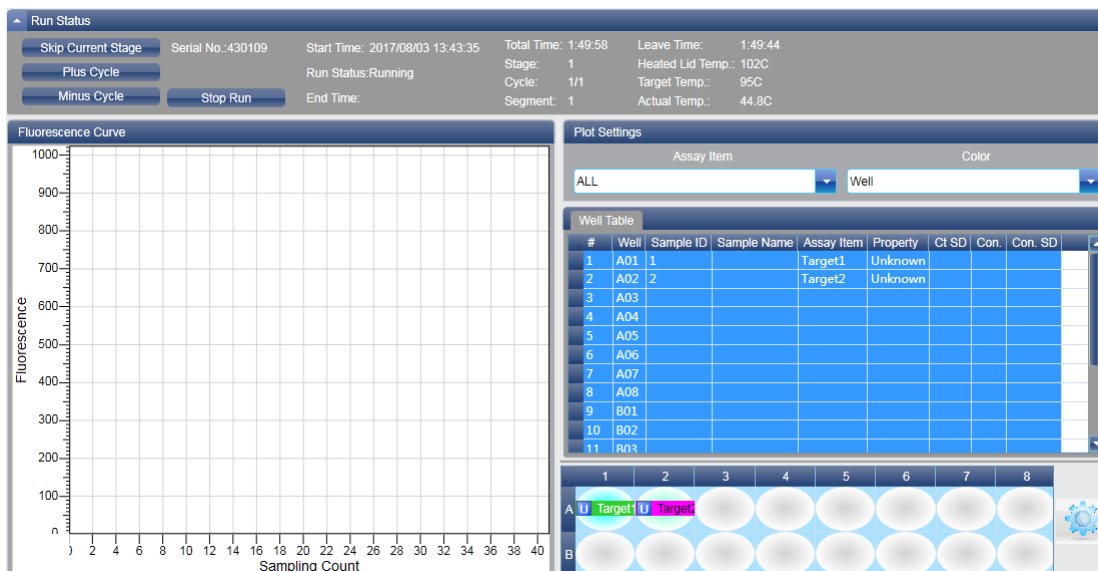 Run Status
Skip Current Stage
Plus Cycle
Minus Cycle
Serial No.:430109
Stop Run
Start Time: 2017/08/03 13:43:35
Run Status:Running
End Time:
Total Time: 1:49:58
Stage: 1
Cycle: 1/1
Segment: 1
Leave Time: 1:49:44
Heated Lid Temp.: 102C
Target Temp.: 95C
Actual Temp.: 44.8C
Fluorescence Curve
1000
900
800
700
600
500
400
300
200
100
0
Fluorescence
2 4 6 8 10 12 14 16 18 20 22 24 26 28 30 32 34 36 38 40
Sampling Count
Plot Settings
Assay Item Color
ALL Well
Well Table
# Well Sample ID Sample Name Assay Item Property Ct SD Con. Con. SD
1 A01 1 Target1 Unknown
2 A02 2 Target2 Unknown
3 A03
4 A04
5 A05
6 A06
7 A07
8 A08
9 B01
10 B02
11 B03
1 2 3 4 5 6 7 8
A U Target1 U Target2
B